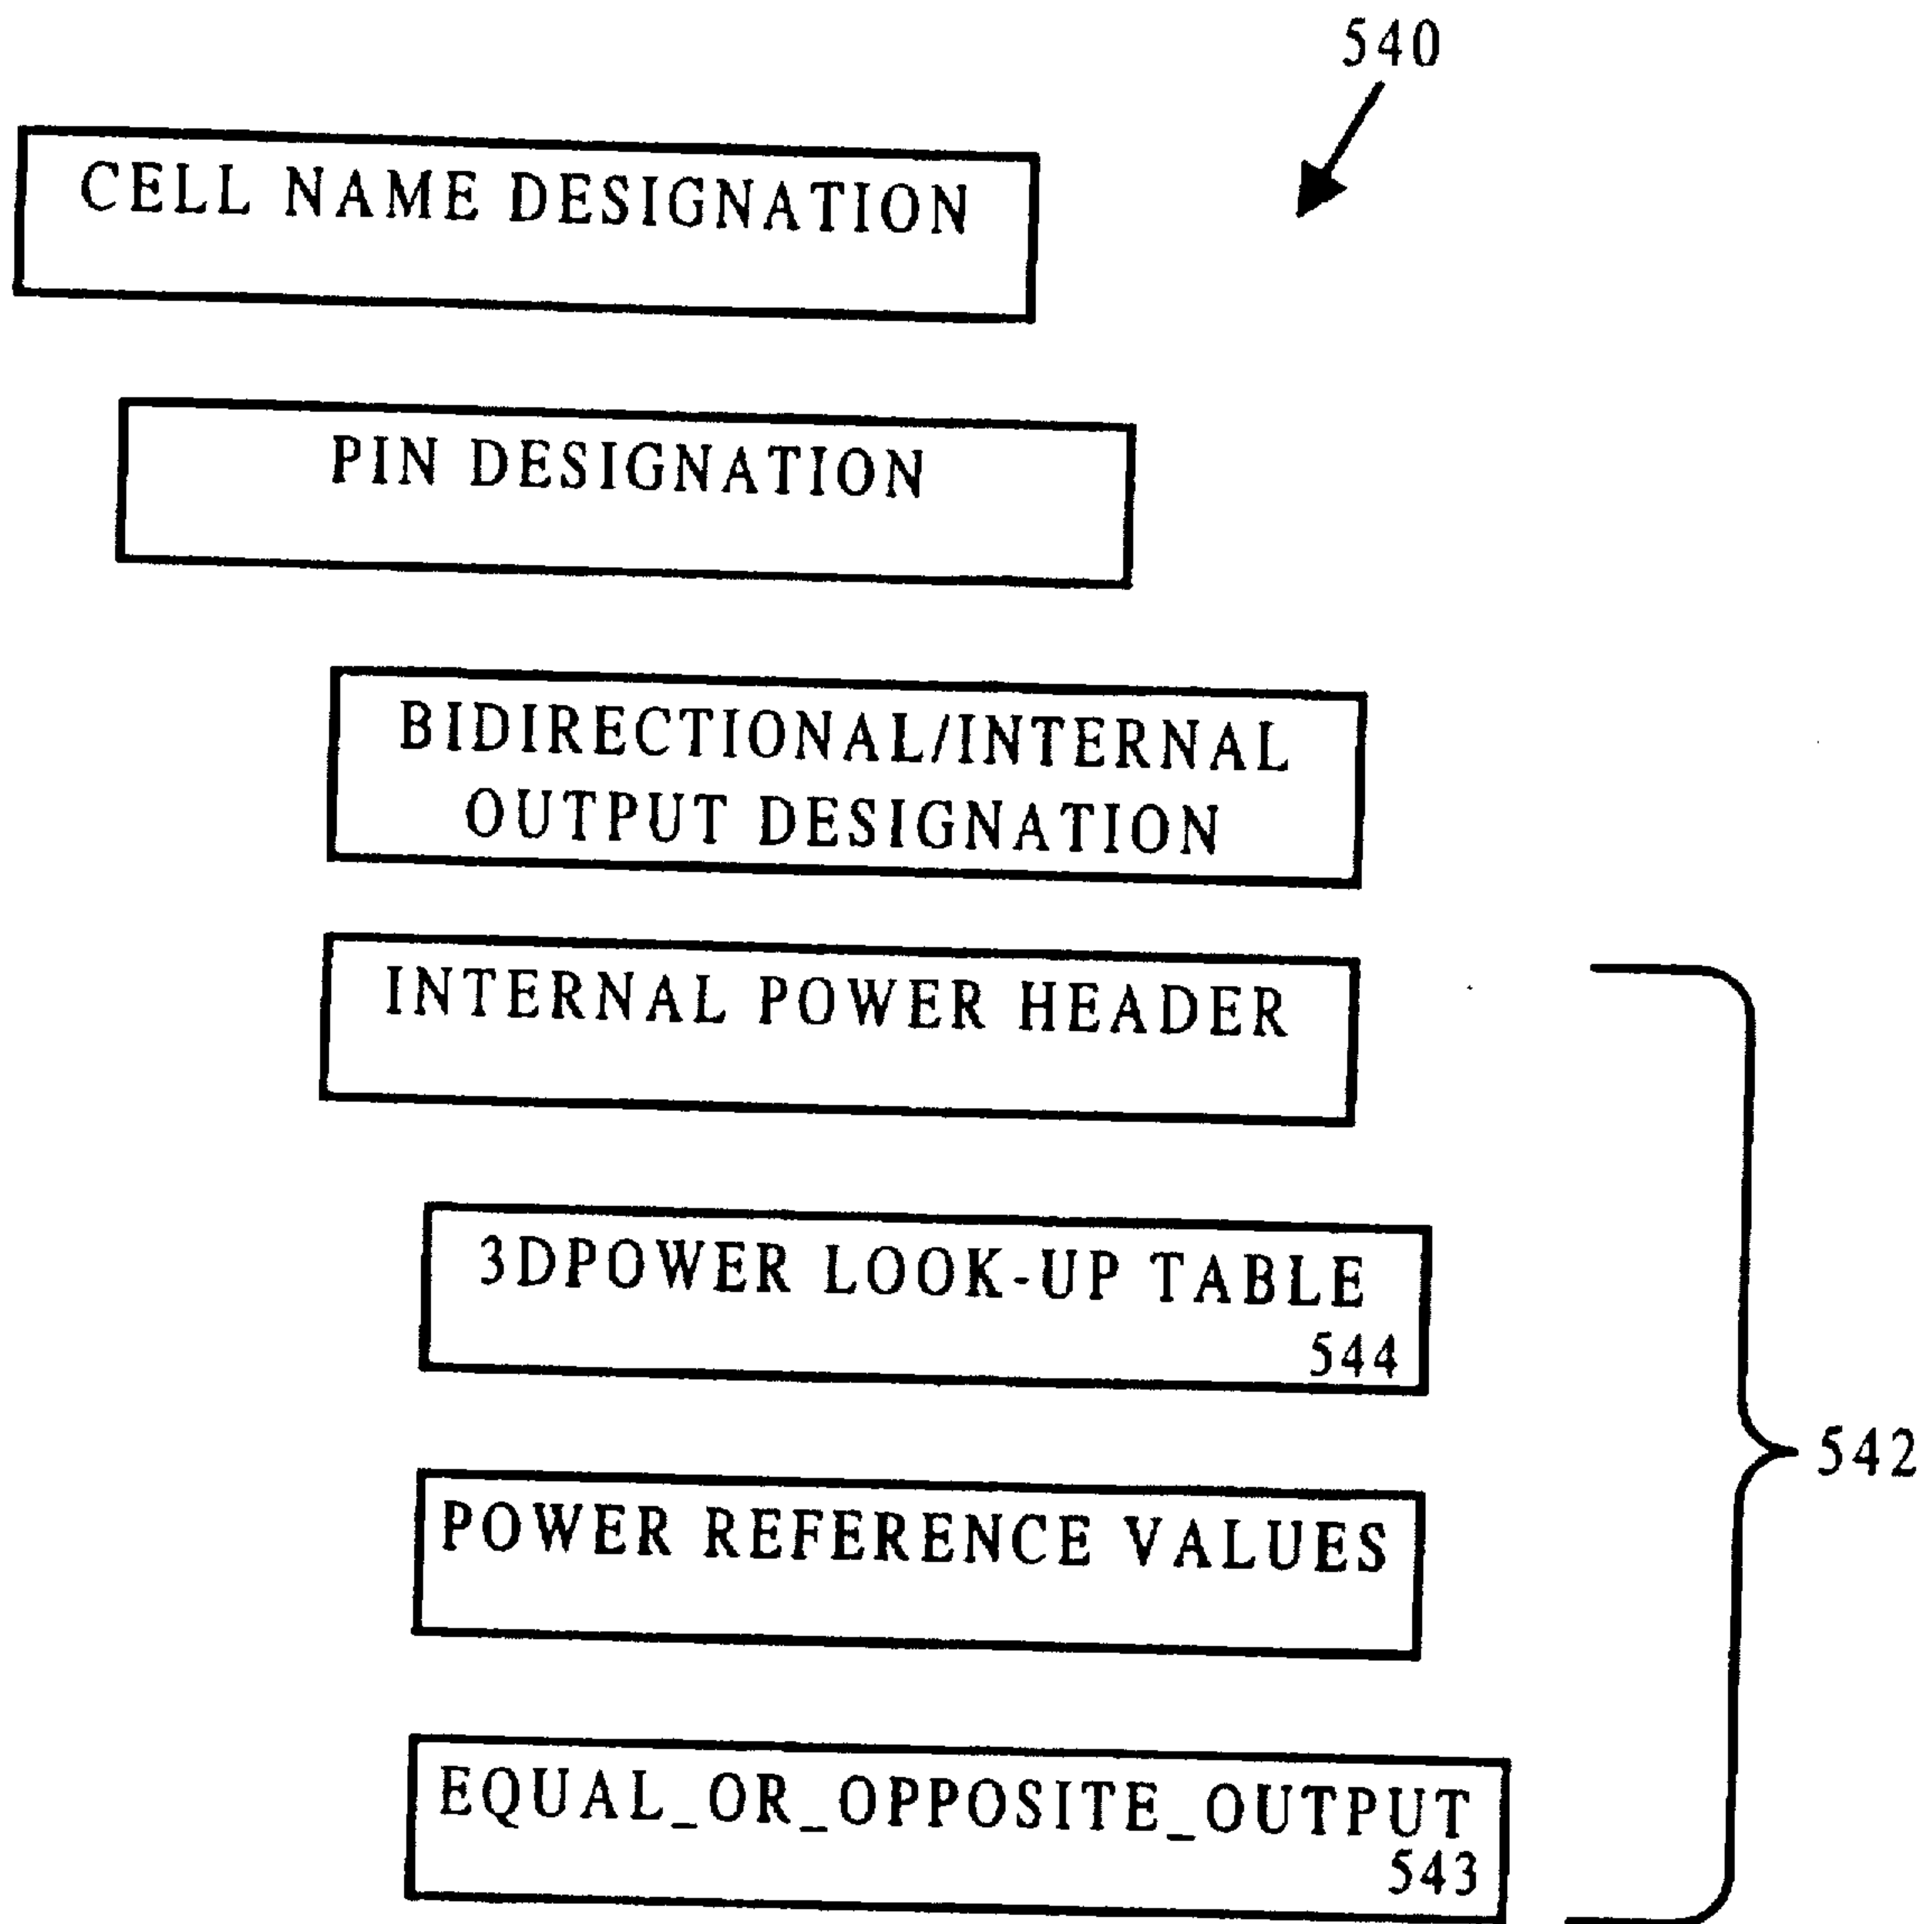 540
CELL NAME DESIGNATION
PIN DESIGNATION
BIDIRECTIONAL/INTERNAL
OUTPUT DESIGNATION
INTERNAL POWER HEADER
3DPOWER LOOK-UP TABLE
544
542
POWER REFERENCE VALUES
EQUAL_OR_OPPOSITE_OUTPUT
543